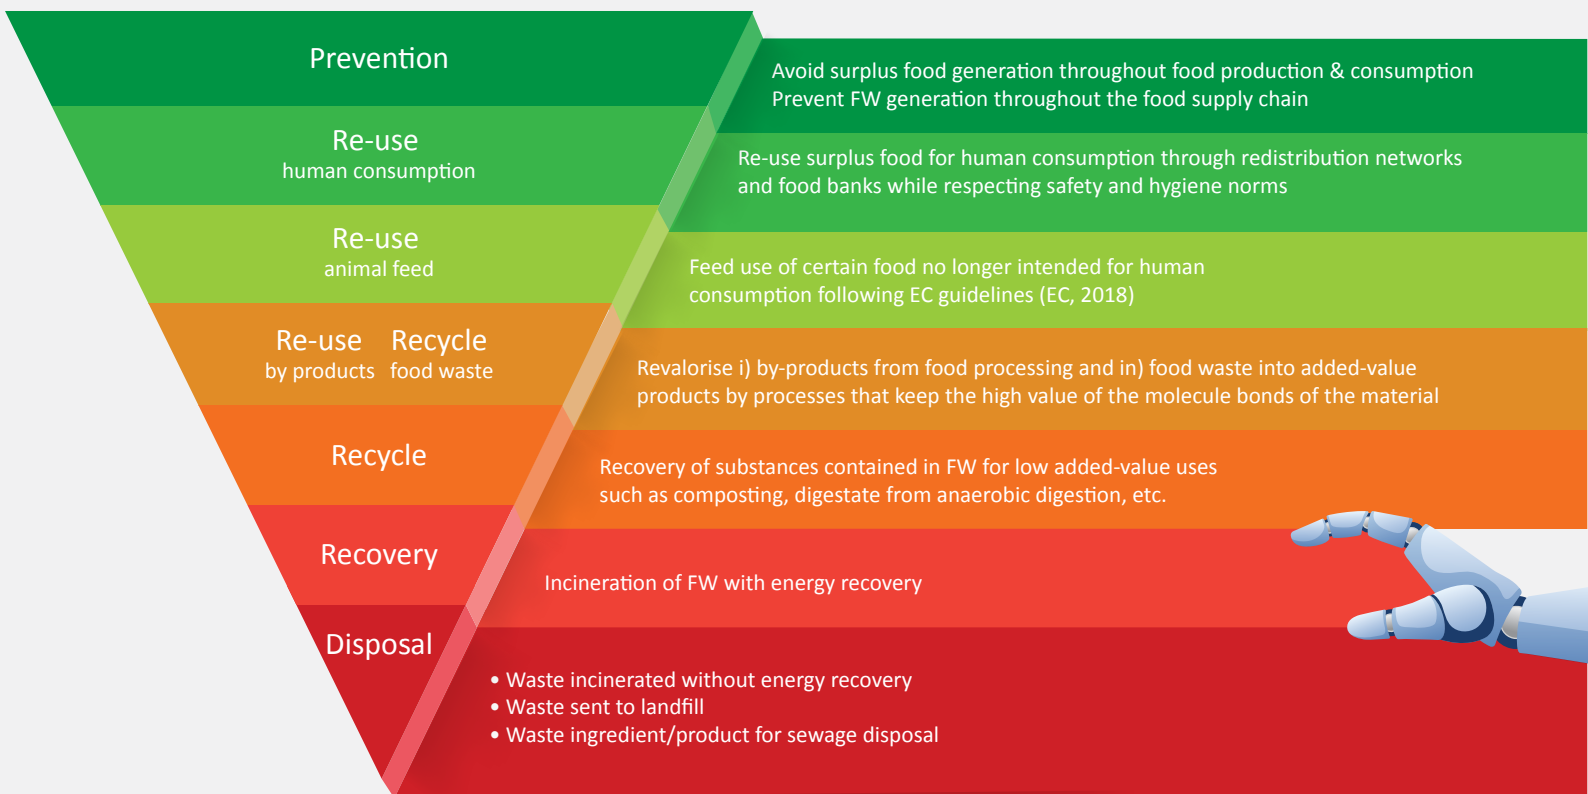 Prevention
Avoid surplus food generation throughout food production & consumption
Prevent FW generation throughout the food supply chain
Re-use
human consumption
Re-use surplus food for human consumption through redistribution networks
and food banks while respecting safety and hygiene norms
Re-use
animal feed
Feed use of certain food no longer intended for human
consumption following EC guidelines (EC, 2018)
Re-use Recycle
by products food waste
Revalorise i) by-products from food processing and in) food waste into added-value
products by processes that keep the high value of the molecule bonds of the material
Recycle
Recovery of substances contained in FW for low added-value uses
such as composting, digestate from anaerobic digestion, etc.
Recovery
Incineration of FW with energy recovery
Disposal
• Waste incinerated without energy recovery
• Waste sent to landfill
• Waste ingredient/product for sewage disposal